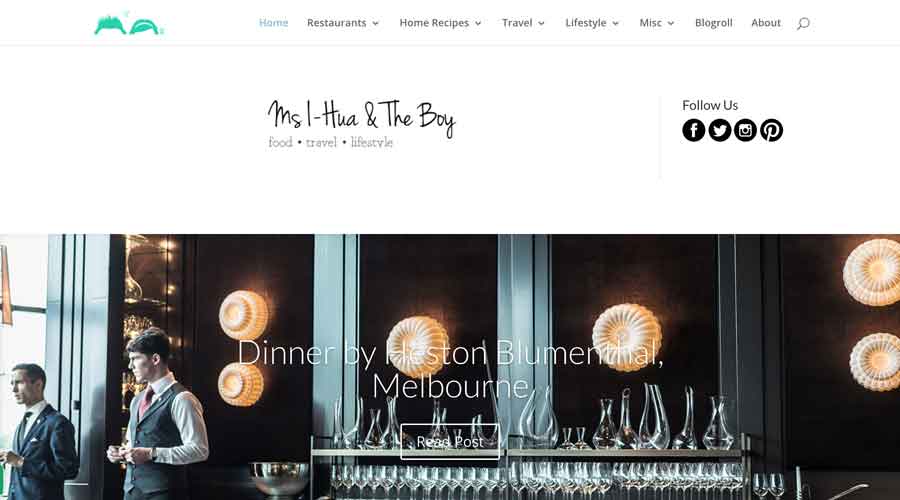 Home Restaurants Home Recipes Travel Lifestyle Misc Blogroll About
Ms I-Hua & The Boy
food • travel • lifestyle
Follow Us
Dinner by Heston Blumenthal,
Melbourne
Read Post